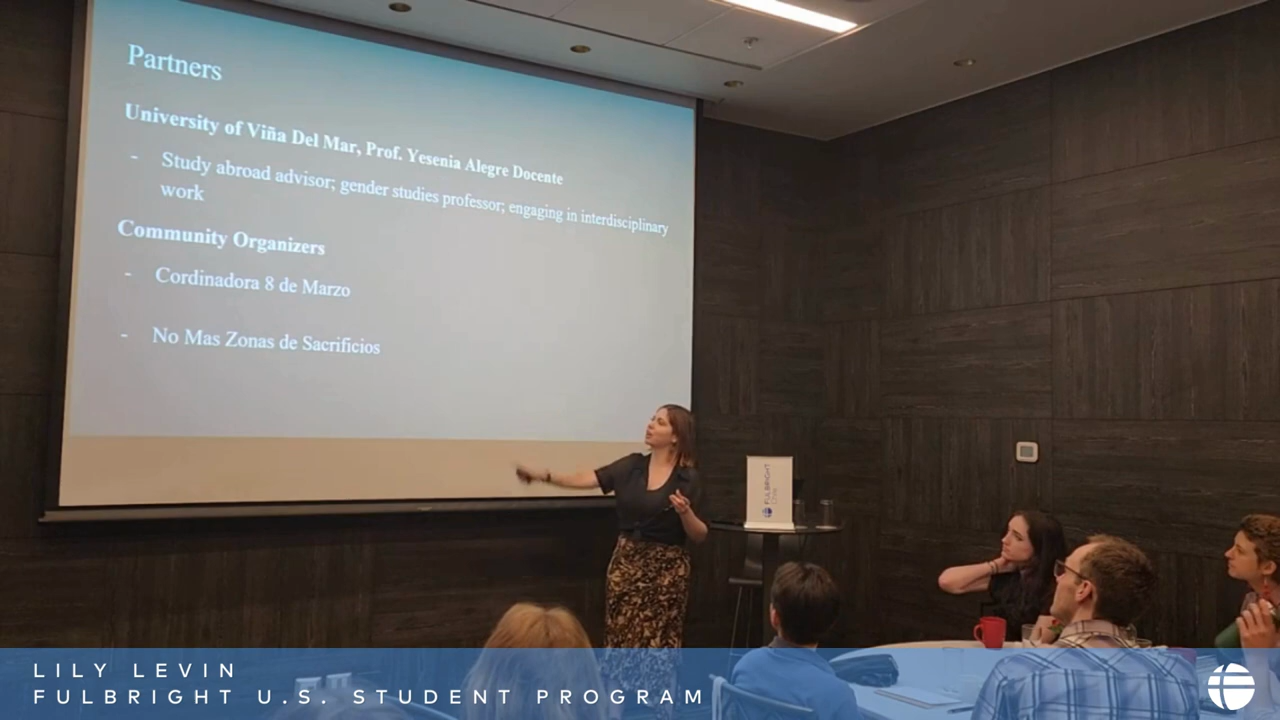 Partners
University of Viña Del Mar, Prof. Yesenia Alegre Docente
- Study abroad advisor; gender studies professor; engaging in interdisciplinary
work
Community Organizers
- Cordinadora 8 de Marzo
- No Mas Zonas de Sacrificios
FULBRIGHT
LILY LEVIN
FULBRIGHT U.S. STUDENT PROGRAM